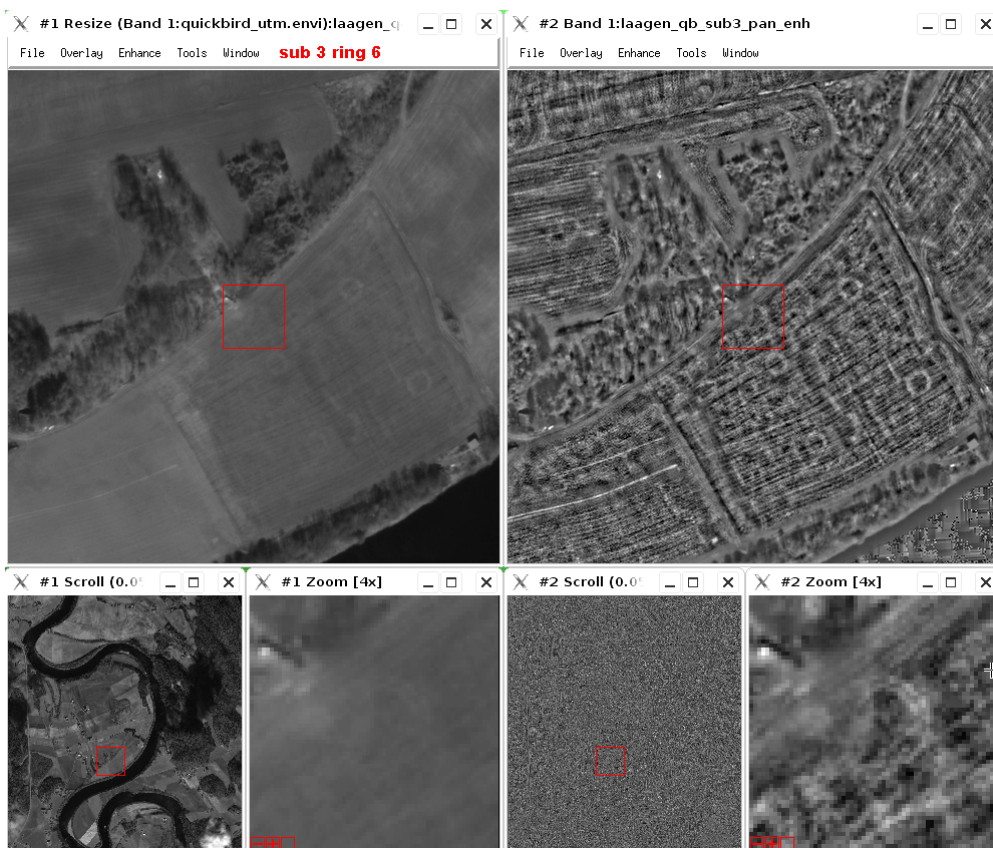 #1 Resize (Band 1:quickbird_utm.envi):laagen_q
File Overlay Enhance Tools Window sub 3 ring 6
#2 Band 1:laagen_qb_sub3_pan_enh
File Overlay Enhance Tools Window
#1 Scroll (0.0
#1 Zoom [4x]
#2 Scroll (0.0
#2 Zoom [4x]